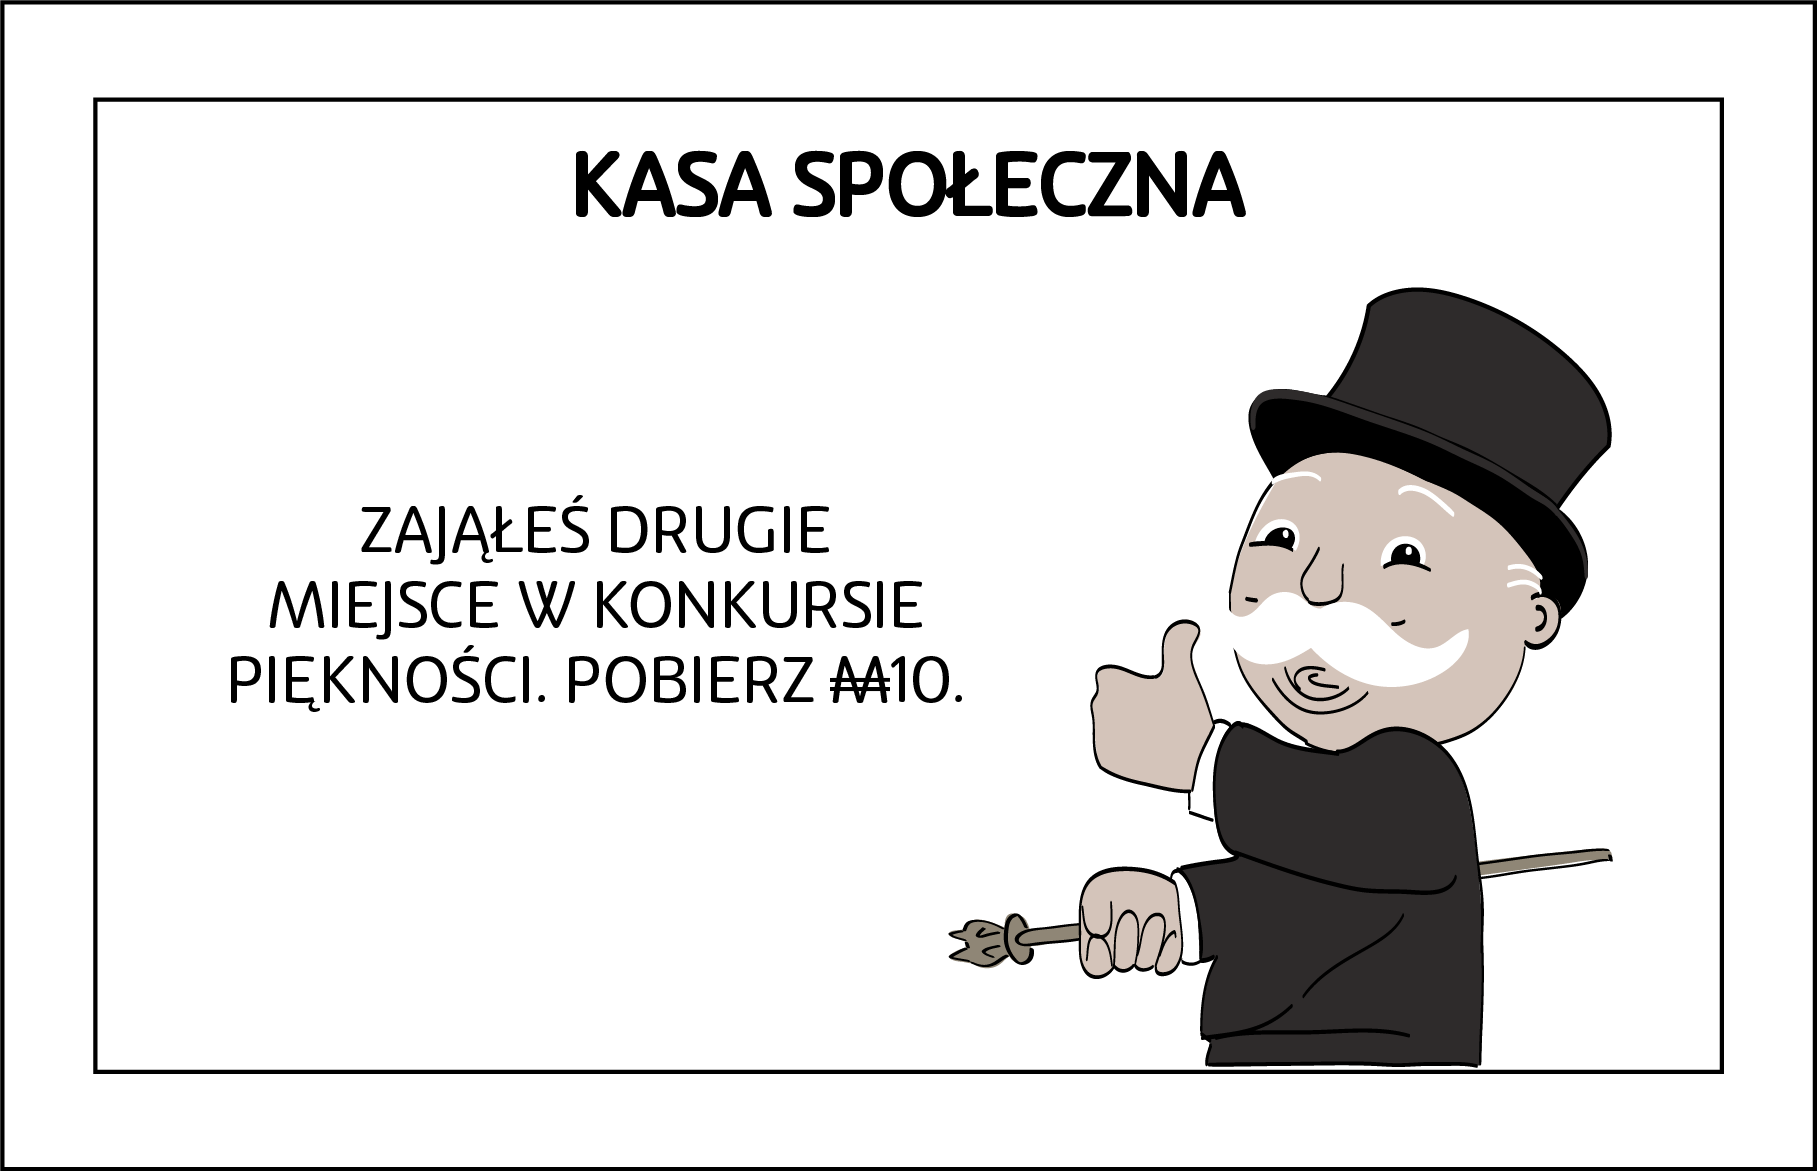 KASA SPOŁECZNA
ZAJĄŁEŚ DRUGIE
MIEJSCE W KONKURSIE
PIĘKNOŚCI. POBIERZ ₩10.